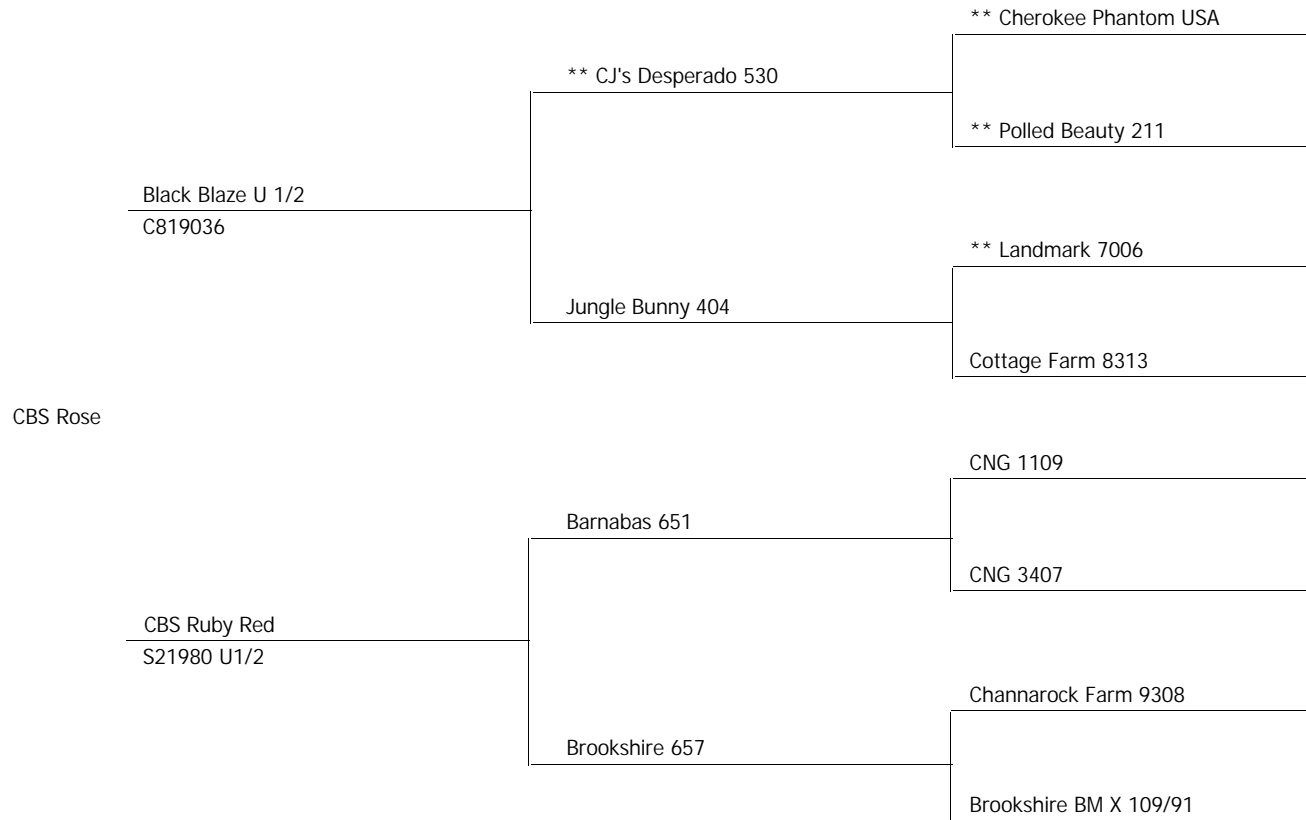 ** Cherokee Phantom USA
** CJ's Desperado 530
** Polled Beauty 211
Black Blaze U 1/2
C819036
** Landmark 7006
Jungle Bunny 404
Cottage Farm 8313
CBS Rose
CNG 1109
Barnabas 651
CNG 3407
CBS Ruby Red
S21980 U1/2
Channarock Farm 9308
Brookshire 657
Brookshire BM X 109/91